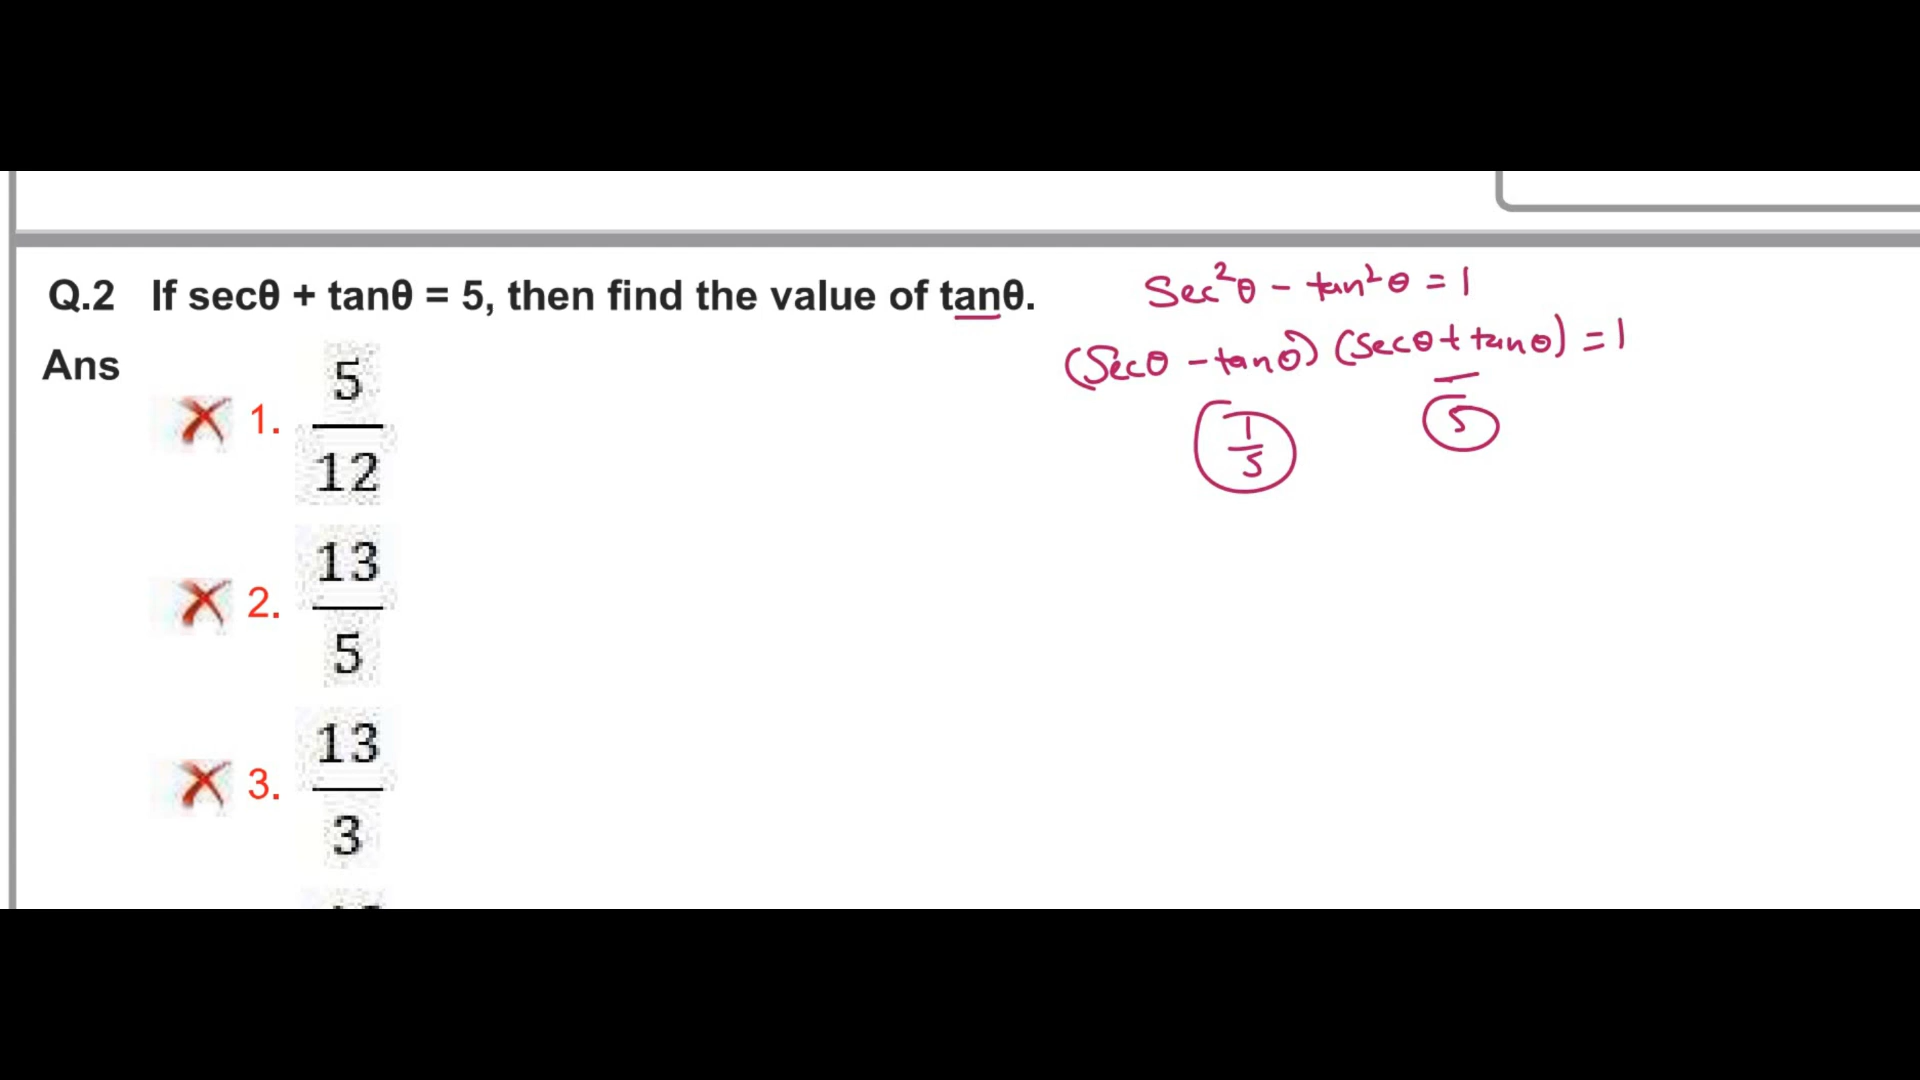 Q.2 If secθ + tanθ = 5, then find the value of tanθ.
Sec²θ - tan²θ = 1
(Secθ - tanθ) (Secθ + tanθ) = 1
1/5
5
Ans
1. 5/12
2. 13/5
3. 13/3